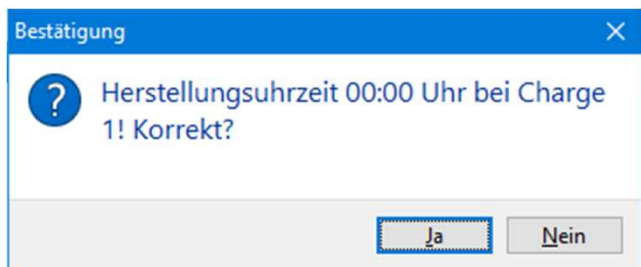 Bestätigung
Herstellungsuhrzeit 00:00 Uhr bei Charge
1! Korrekt?
Ja Nein